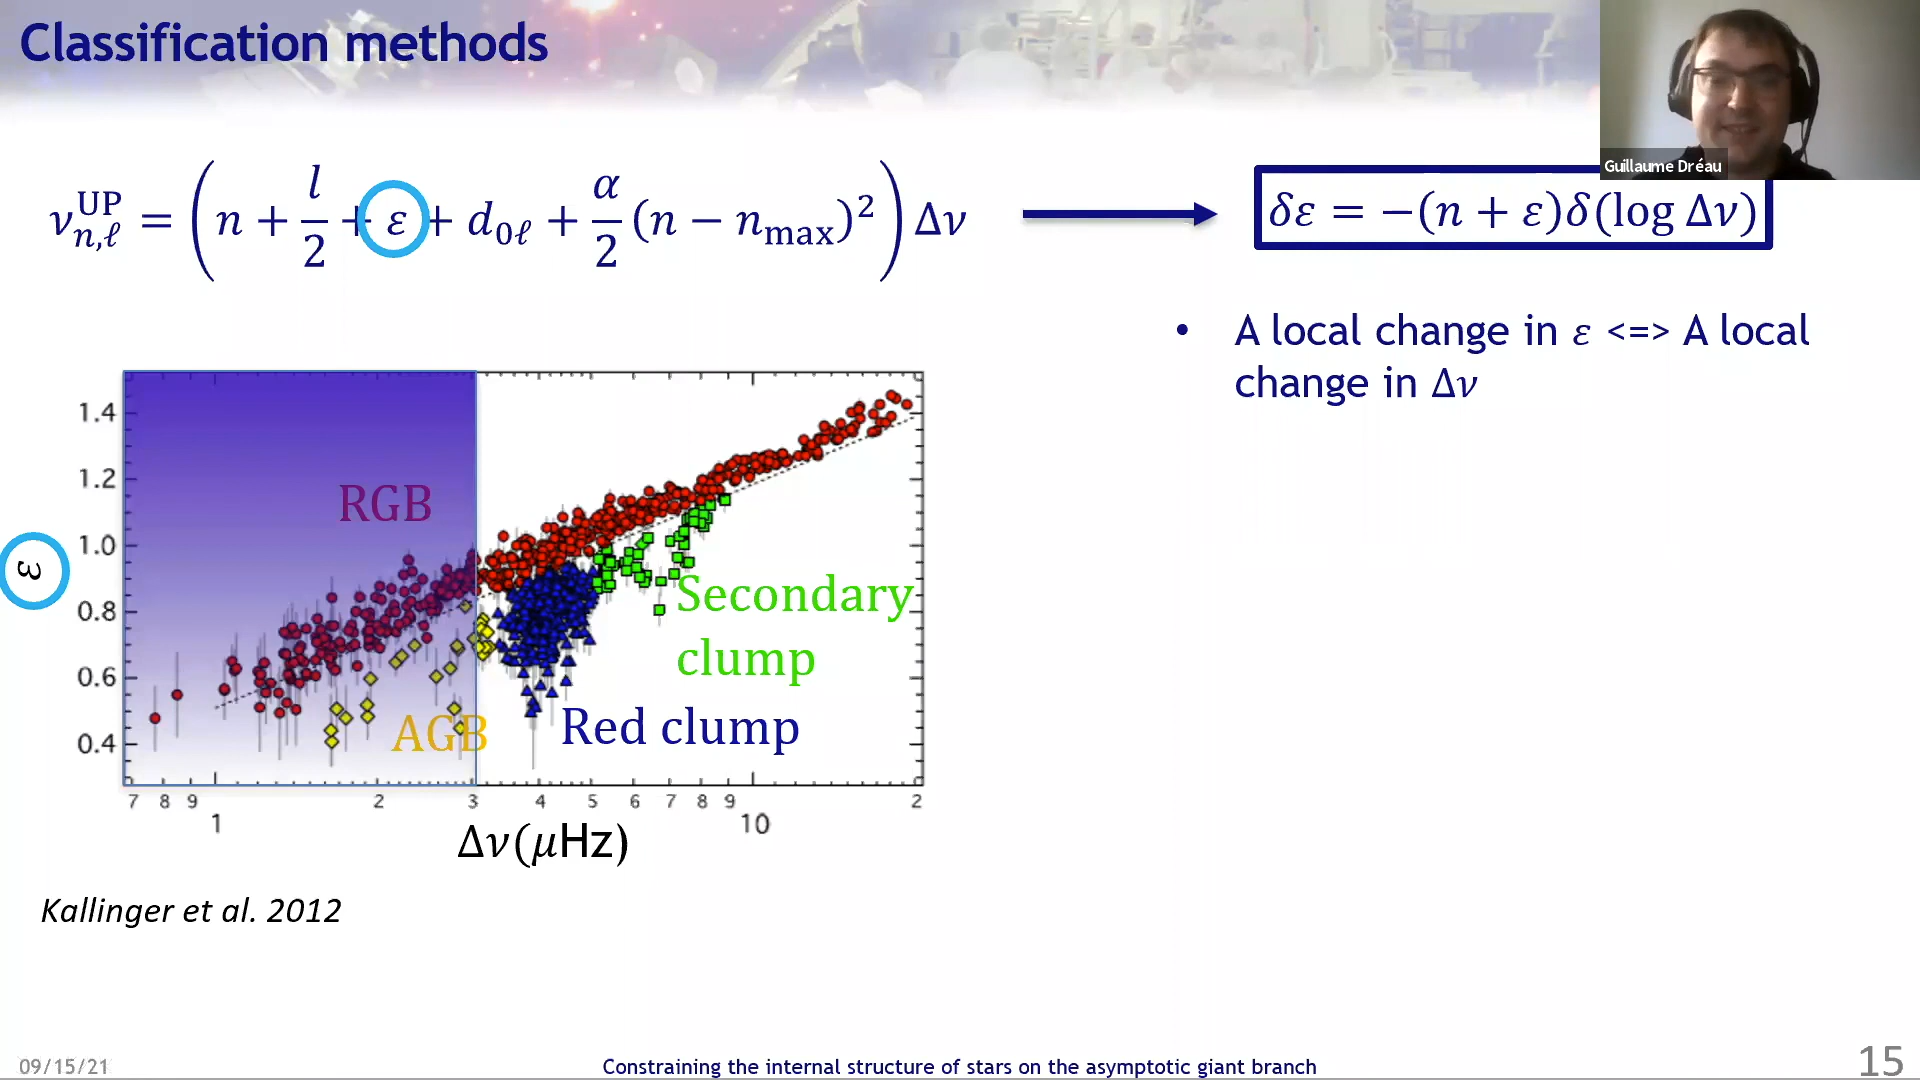 Classification methods
Guillaume Dréau
ν^UP_n,ℓ = (n + l/2 + ε + d_0ℓ + α/2 (n − n_max)²) Δν
δε = −(n + ε)δ(log Δν)
• A local change in ε <=> A local
change in Δν
1.4
1.2
1.0
0.8
0.6
0.4
ε
RGB
AGB
Secondary
clump
Red clump
7 8 9 2 3 4 5 6 7 8 9 2
1 10
Δν(μHz)
Kallinger et al. 2012
09/15/21
Constraining the internal structure of stars on the asymptotic giant branch
15